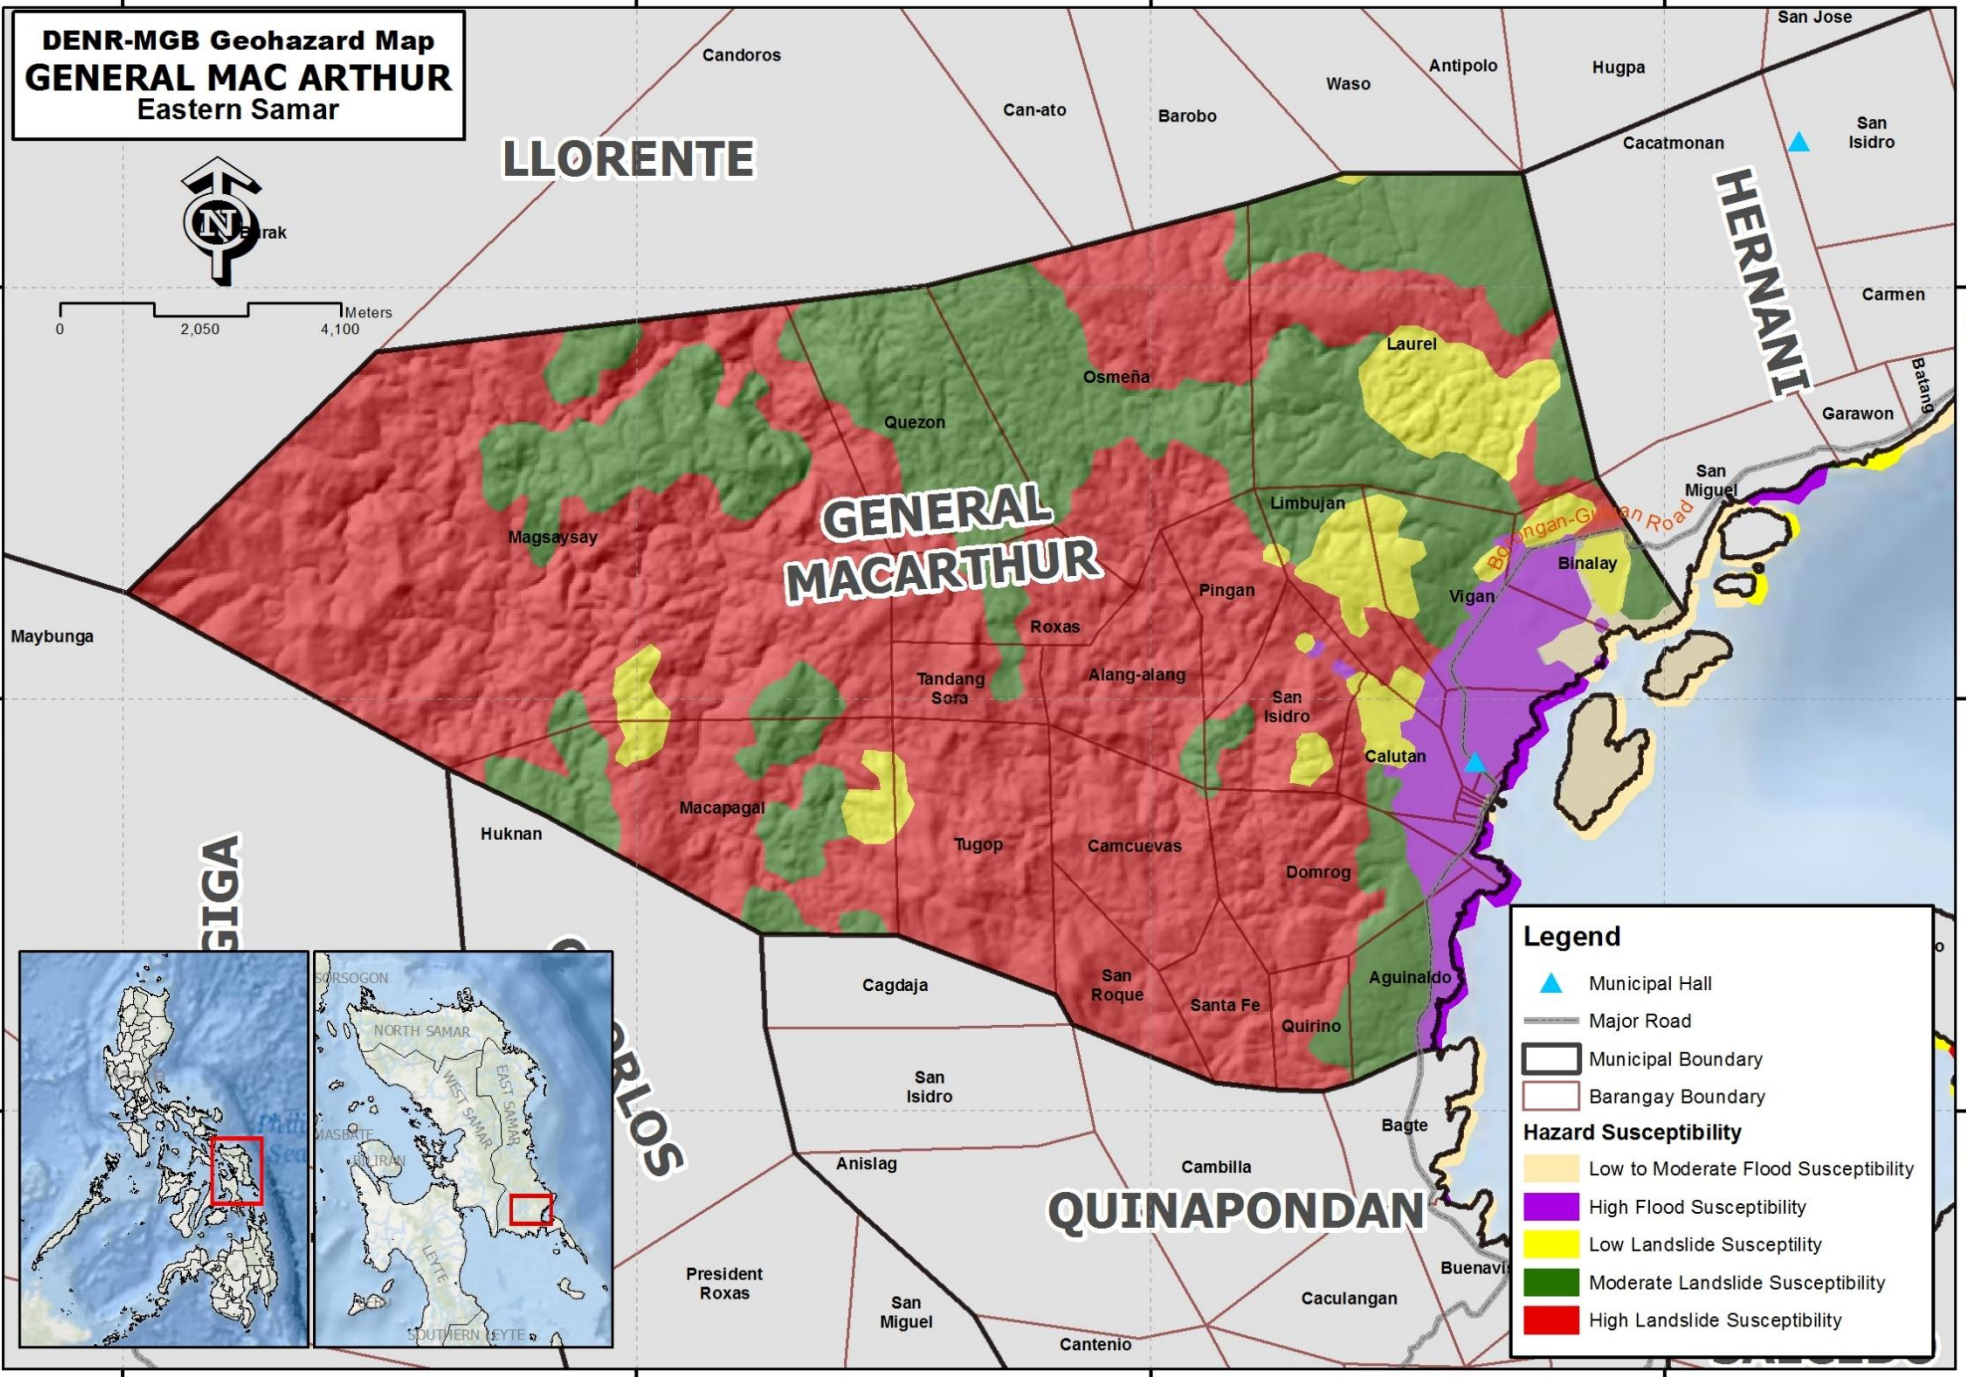 DENR-MGB Geohazard Map
GENERAL MAC ARTHUR
Eastern Samar
N
Meters
0
2,050
4,100
LLORENTE
Candoros
Can-ato
Barobo
Waso
Antipolo
Hugpa
San Jose
Cacatmonan
San
Isidro
HERNANI
Carmen
Batang
Garawon
San
Miguel
Borongan-Guiuan Road
Laurel
Osmeña
Quezon
Limbujan
GENERAL
MACARTHUR
Magsaysay
Binalay
Vigan
Pingan
Roxas
Maybunga
Tandang
Sora
Alang-alang
San
Isidro
Calutan
Macapagal
Huknan
Tugop
Camcuevas
Domrog
GIGA
San
Roque
Santa Fe
Aguinaldo
Quirino
Cagdaja
San
Isidro
Bagte
Anislag
Cambilla
QUINAPONDAN
President
Roxas
San
Miguel
Caculangan
Cantenio
SORSOGON
NORTH SAMAR
EAST SAMAR
WEST SAMAR
MASBATE
BILIRAN
LEYTE
SOUTHERN LEYTE
Legend
Municipal Hall
Major Road
Municipal Boundary
Barangay Boundary
Hazard Susceptibility
Low to Moderate Flood Susceptibility
High Flood Susceptibility
Low Landslide Susceptility
Moderate Landslide Susceptibility
High Landslide Susceptibility